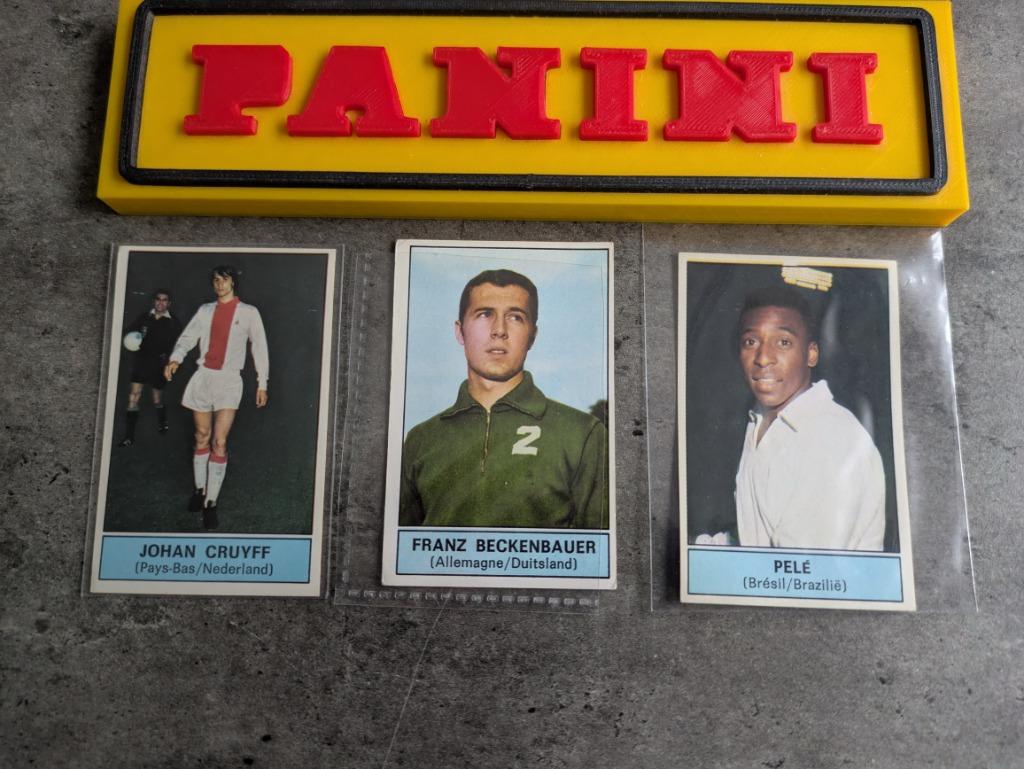 PANINI
JOHAN CRUYFF
(Pays-Bas/Nederland)
2
FRANZ BECKENBAUER
(Allemagne/Duitsland)
PELÉ
(Brésil/Brazilië)